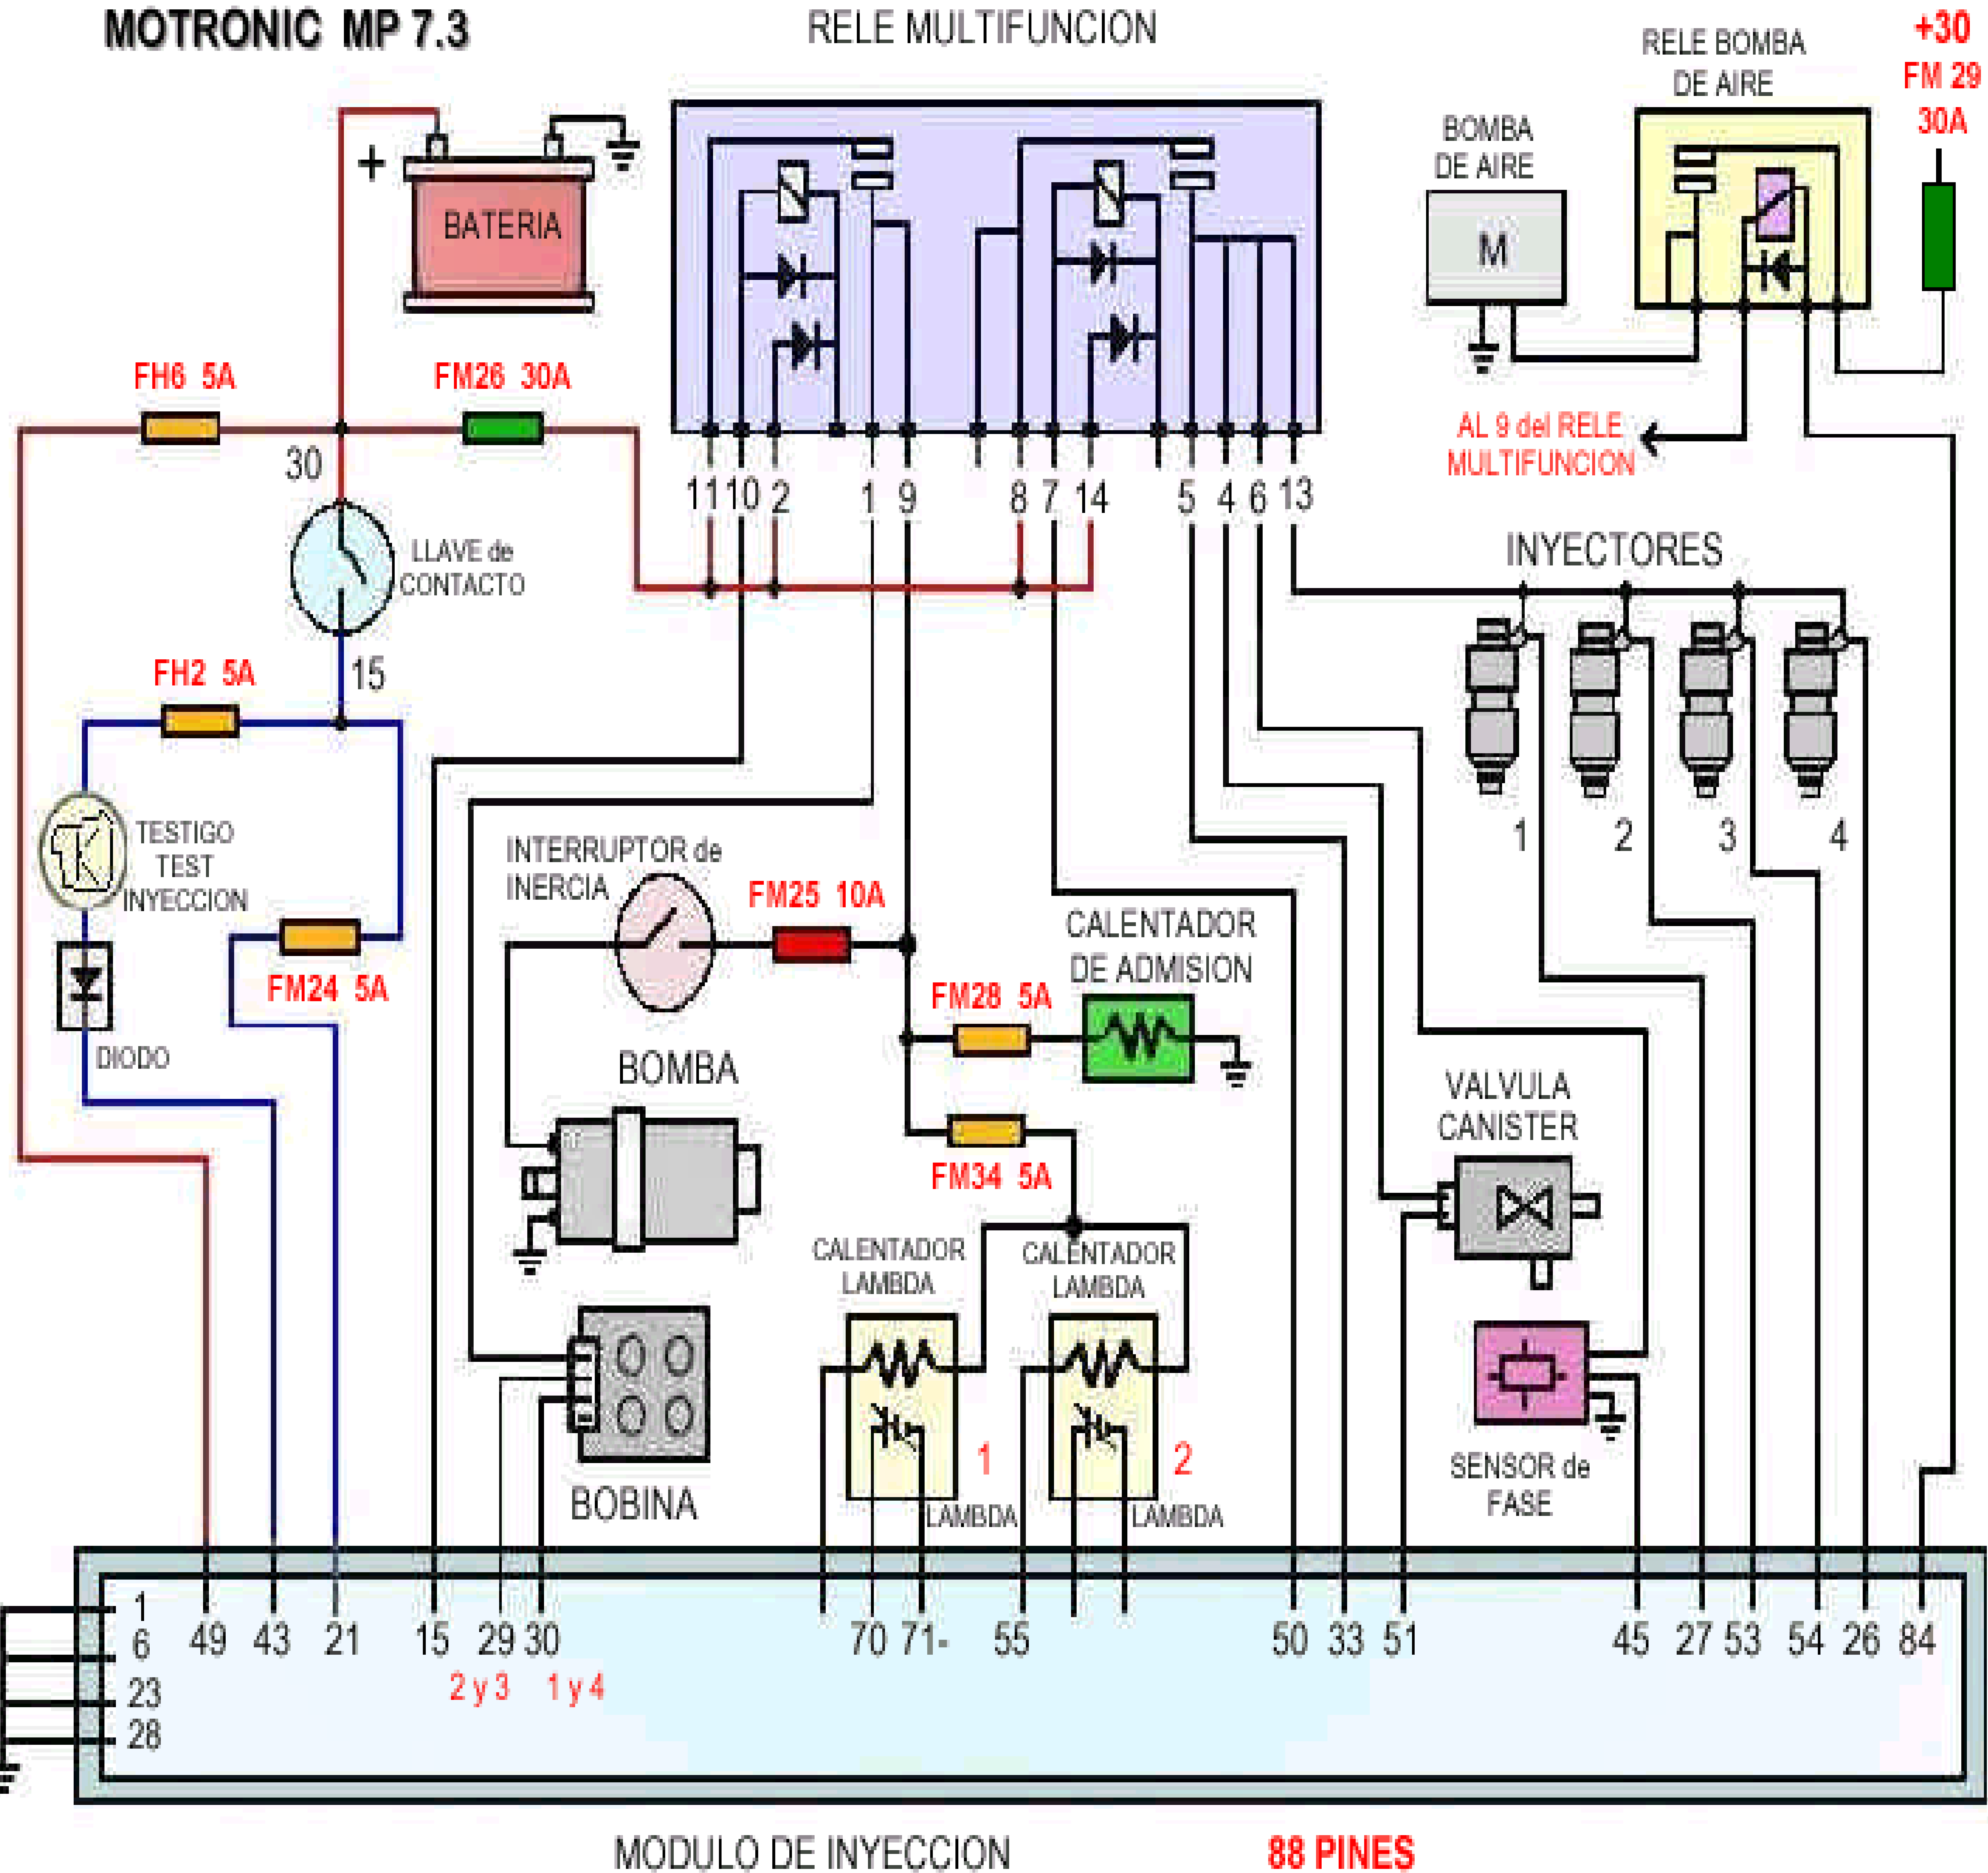 MOTRONIC MP 7.3
RELE MULTIFUNCION
RELE BOMBA
DE AIRE
+30
FM 29
30A
BOMBA
DE AIRE
M
+
BATERIA
FH6 5A
FM26 30A
30
LLAVE de
CONTACTO
15
FH2 5A
11 10 2 1 9 8 7 14 5 4 6 13
AL 9 del RELE
MULTIFUNCION
INYECTORES
1 2 3 4
TESTIGO
TEST
INYECCION
FM24 5A
DIODO
INTERRUPTOR de
INERCIA
FM25 10A
CALENTADOR
DE ADMISION
FM28 5A
BOMBA
FM34 5A
VALVULA
CANISTER
CALENTADOR
LAMBDA
CALENTADOR
LAMBDA
1
2
LAMBDA
LAMBDA
BOBINA
SENSOR de
FASE
1
6
23
28
49 43 21 15 29 30 70 71- 55 50 33 51 45 27 53 54 26 84
2 y 3 1 y 4
MODULO DE INYECCION
88 PINES